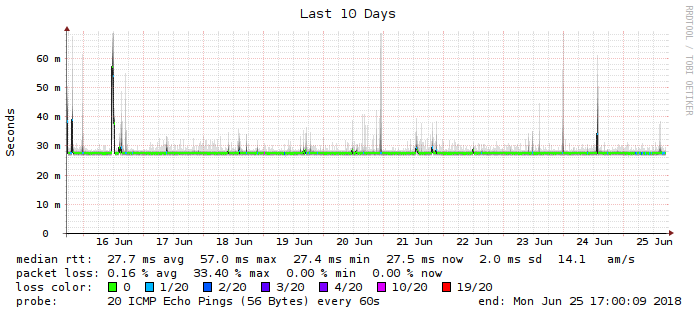 Last 10 Days
RRDTOOL / TOBI OETIKER
Seconds
60 m
50 m
40 m
30 m
20 m
10 m
0
16 Jun 17 Jun 18 Jun 19 Jun 20 Jun 21 Jun 22 Jun 23 Jun 24 Jun 25 Jun
median rtt: 27.7 ms avg 57.0 ms max 27.4 ms min 27.5 ms now 2.0 ms sd 14.1 am/s
packet loss: 0.16 % avg 33.40 % max 0.00 % min 0.00 % now
loss color: 0 1/20 2/20 3/20 4/20 10/20 19/20
probe: 20 ICMP Echo Pings (56 Bytes) every 60s end: Mon Jun 25 17:00:09 2018